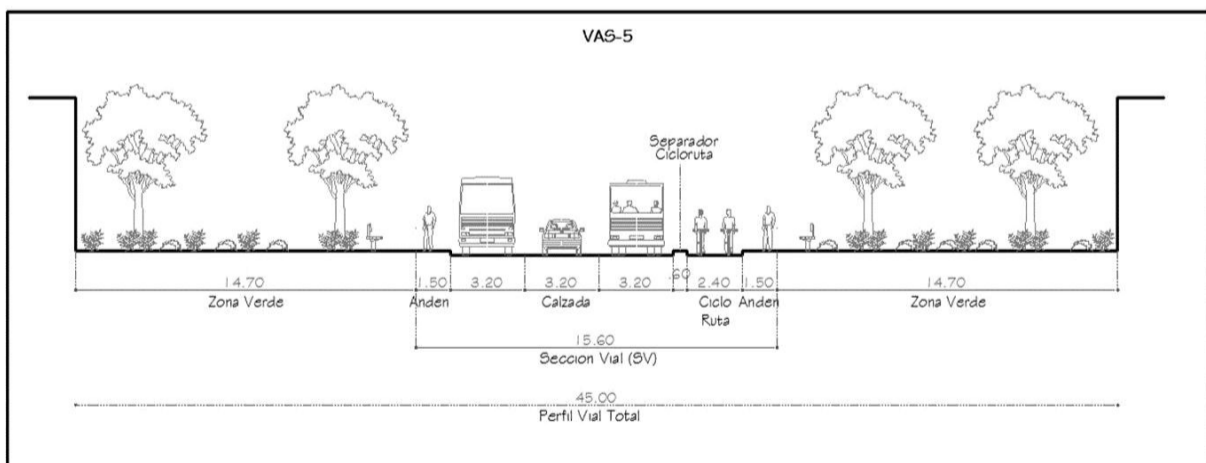 VAS-5
Separador
Cicloruta
14.70 1.50 3.20 3.20 3.20 .60 2.40 1.50 14.70
Zona Verde Anden Calzada Ciclo Anden Zona Verde
Ruta
15.60
Seccion Vial (SV)
45.00
Perfil Vial Total